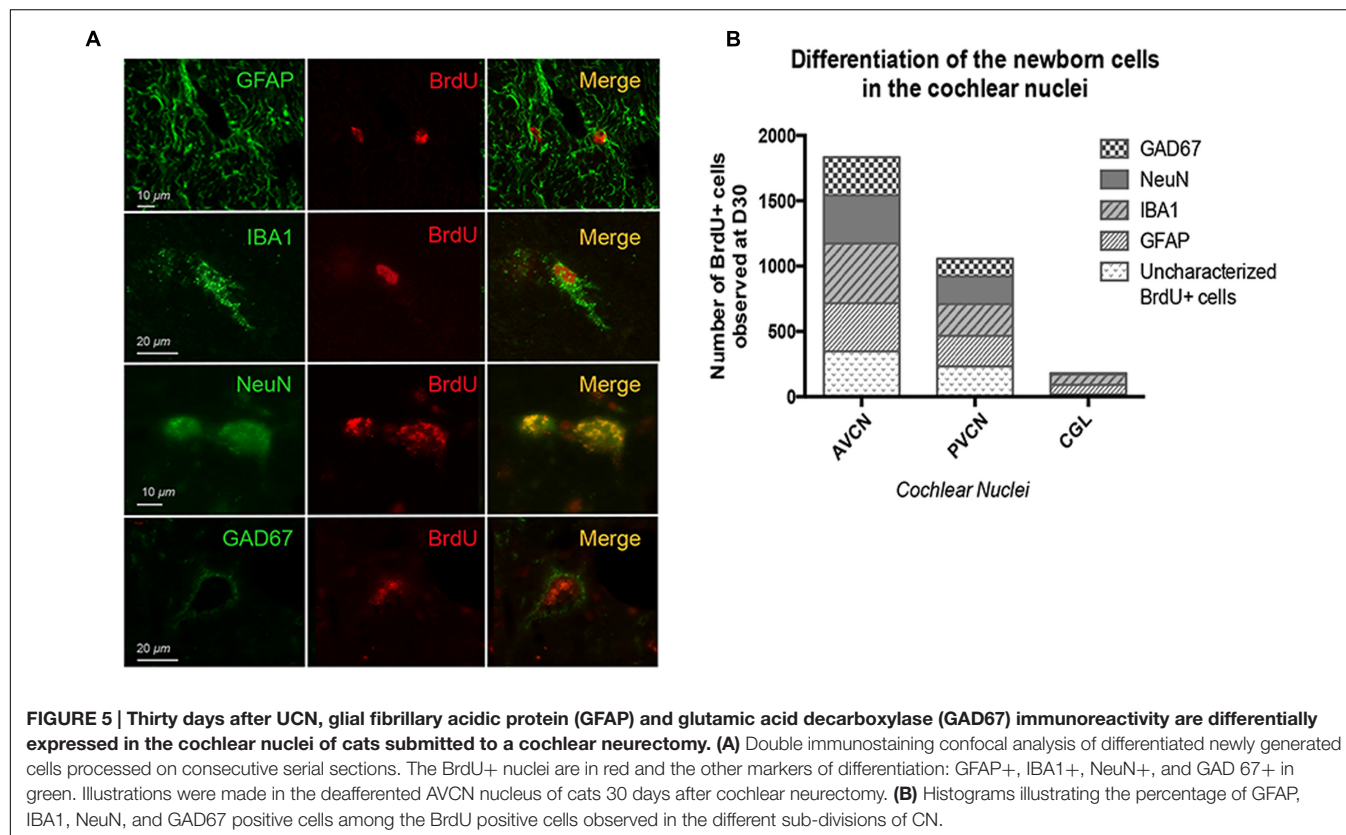 A
GFAP BrdU Merge
10 µm
IBA1 BrdU Merge
20 µm
NeuN BrdU Merge
10 µm
GAD67 BrdU Merge
20 µm
B
Differentiation of the newborn cells
in the cochlear nuclei
Number of BrdU+ cells
observed at D30
2000
1500
1000
500
0
AVCN
PVCN
CGL
Cochlear Nuclei
GAD67
NeuN
IBA1
GFAP
Uncharacterized
BrdU+ cells
FIGURE 5 | Thirty days after UCN, glial fibrillary acidic protein (GFAP) and glutamic acid decarboxylase (GAD67) immunoreactivity are differentially
expressed in the cochlear nuclei of cats submitted to a cochlear neurectomy. (A) Double immunostaining confocal analysis of differentiated newly generated
cells processed on consecutive serial sections. The BrdU+ nuclei are in red and the other markers of differentiation: GFAP+, IBA1+, NeuN+, and GAD 67+ in
green. Illustrations were made in the deafferented AVCN nucleus of cats 30 days after cochlear neurectomy. (B) Histograms illustrating the percentage of GFAP,
IBA1, NeuN, and GAD67 positive cells among the BrdU positive cells observed in the different sub-divisions of CN.